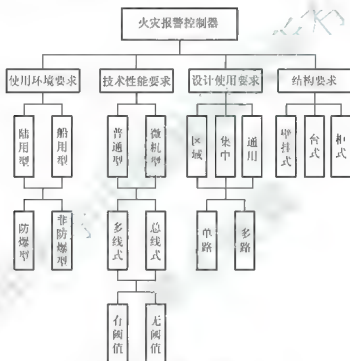 火灾报警控制器
使用环境要求
技术性能要求
设计使用要求
结构要求
陆用型
船用型
普通型
微机型
区域
集中
通用
壁挂式
台式
柜式
防爆型
非防爆型
多线式
总线式
单路
多路
有阈值
无阈值